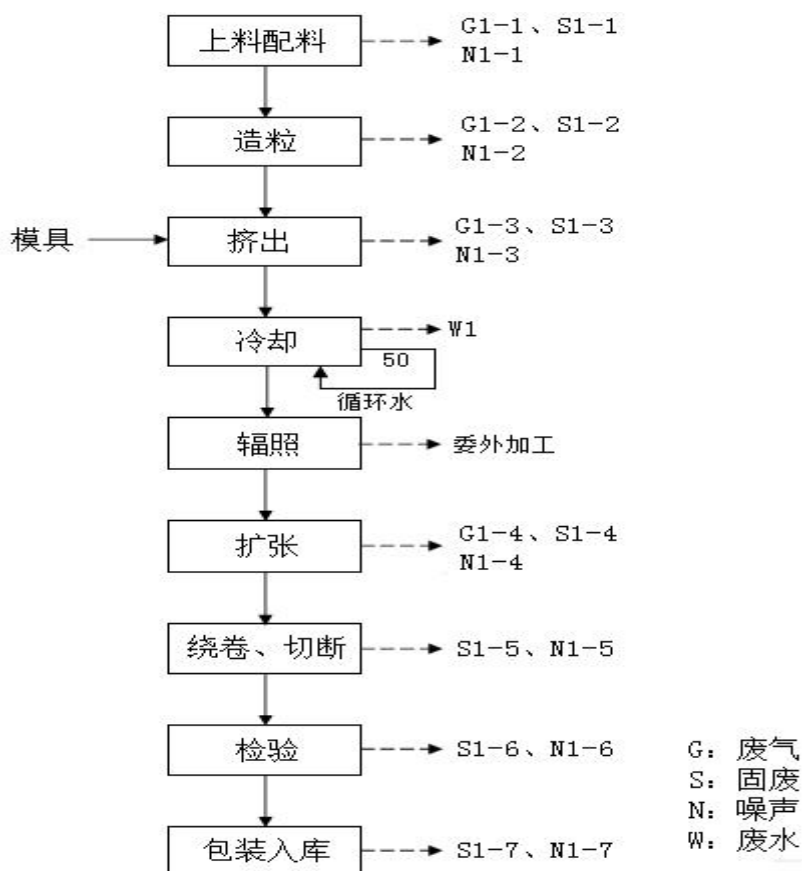 上料配料
G1-1、S1-1
N1-1
造粒
G1-2、S1-2
N1-2
模具
挤出
G1-3、S1-3
N1-3
冷却
W1
50
循环水
辐照
委外加工
扩张
G1-4、S1-4
N1-4
绕卷、切断
S1-5、N1-5
检验
S1-6、N1-6
包装入库
S1-7、N1-7
G: 废气
S: 固废
N: 噪声
W: 废水